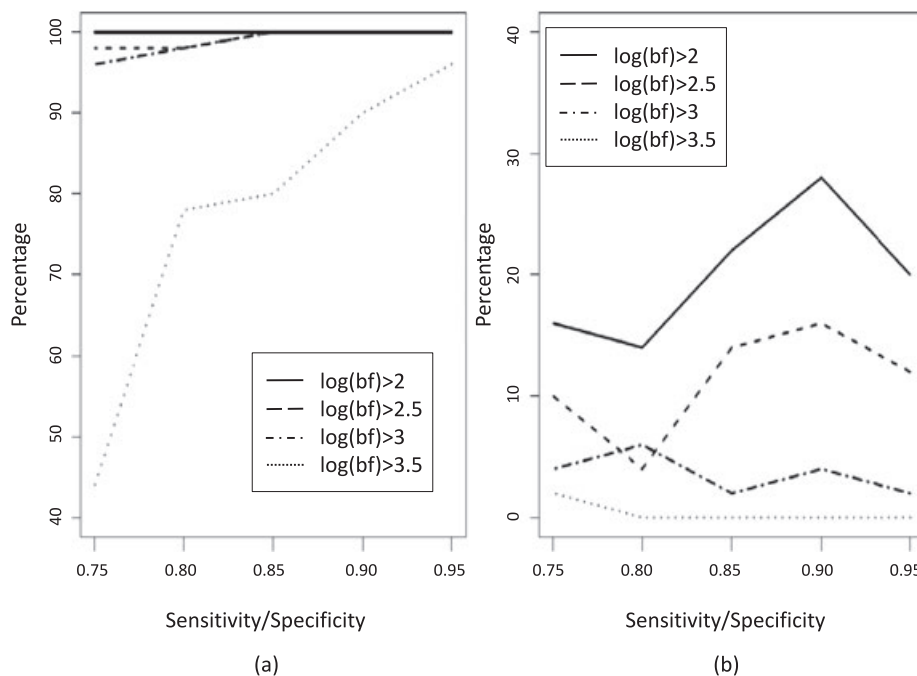 100
90
80
70
60
50
40
Percentage
log(bf)>2
log(bf)>2.5
log(bf)>3
log(bf)>3.5
0.75
0.80
0.85
0.90
0.95
Sensitivity/Specificity
(a)
40
30
20
10
0
Percentage
log(bf)>2
log(bf)>2.5
log(bf)>3
log(bf)>3.5
0.75
0.80
0.85
0.90
0.95
Sensitivity/Specificity
(b)